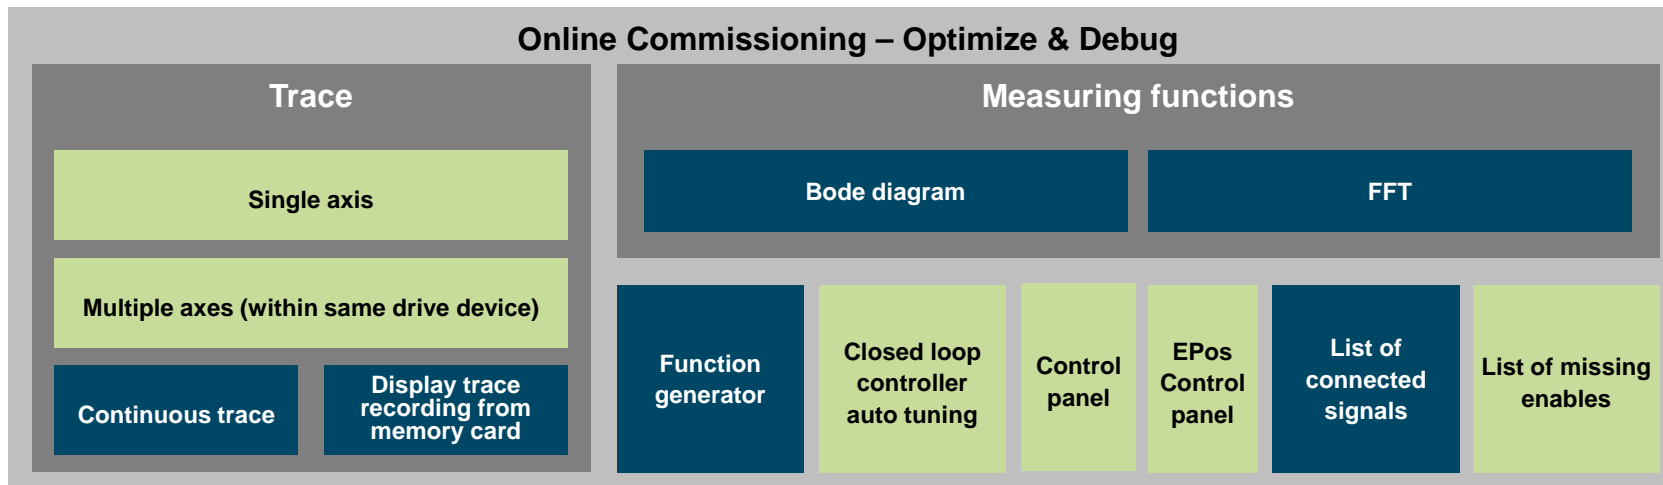 Online Commissioning – Optimize & Debug
Trace
Single axis
Multiple axes (within same drive device)
Continuous trace
Display trace
recording from
memory card
Measuring functions
Bode diagram
FFT
Function
generator
Closed loop
controller
auto tuning
Control
panel
EPos
Control
panel
List of
connected
signals
List of missing
enables